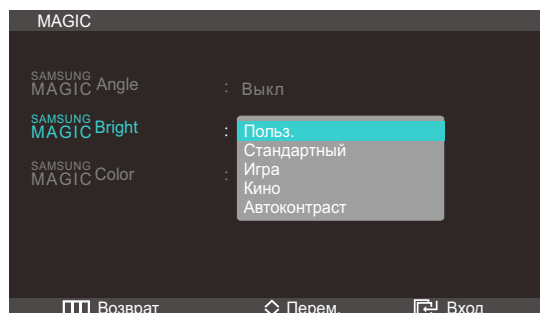 MAGIC
SAMSUNG MAGIC Angle : Выкл
SAMSUNG MAGIC Bright : Польз.
Стандартный
Игра
Кино
Автоконтраст
SAMSUNG MAGIC Color :
Возврат Перем. Вход